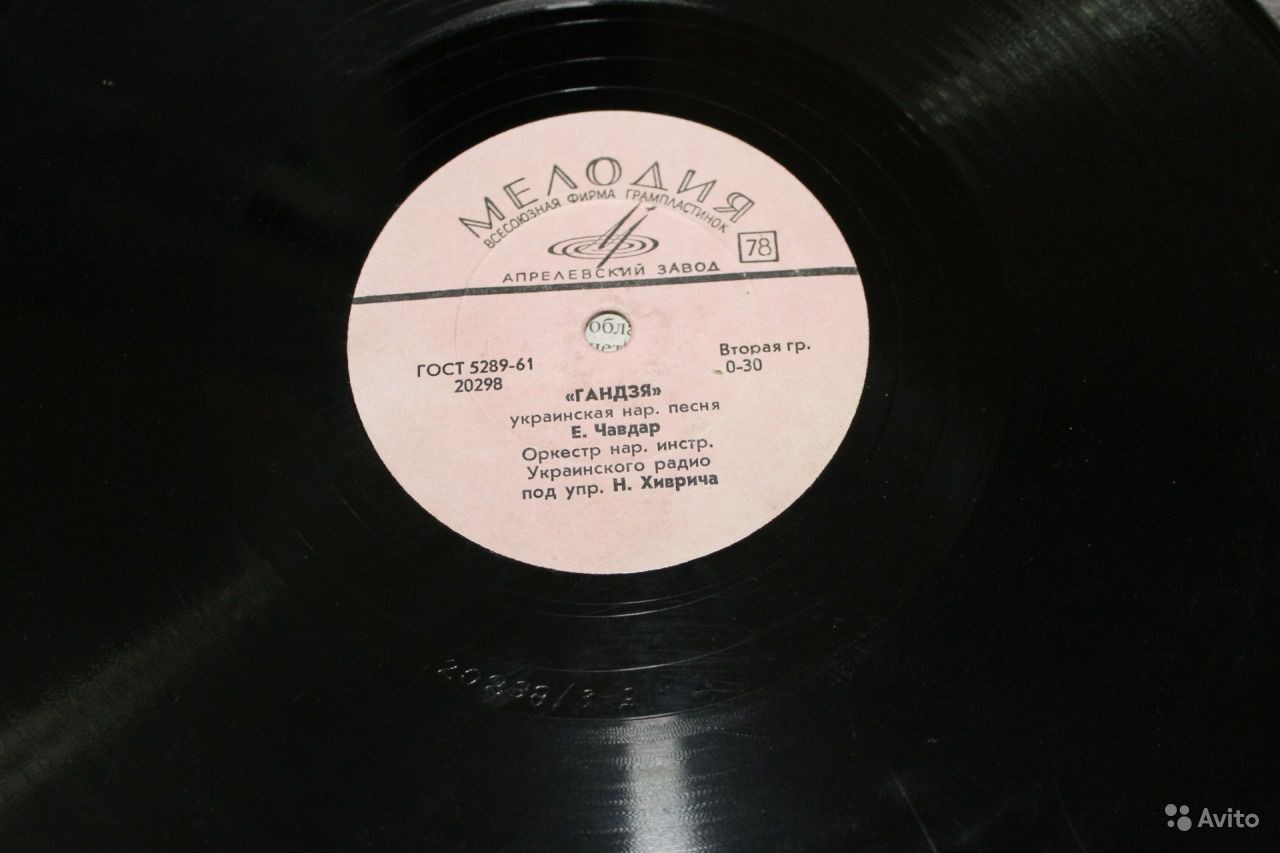 МЕЛОДИЯ
ВСЕСОЮЗНАЯ ФИРМА ГРАМПЛАСТИНОК
78
АПРЕЛЕВСКИЙ ЗАВОД
обл
ГОСТ 5289-61
20298
Вторая гр.
0-30
«ГАНДЗЯ»
украинская нар. песня
Е. Чавдар
Оркестр нар. инстр.
Украинского радио
под упр. Н. Хиврича
Avito